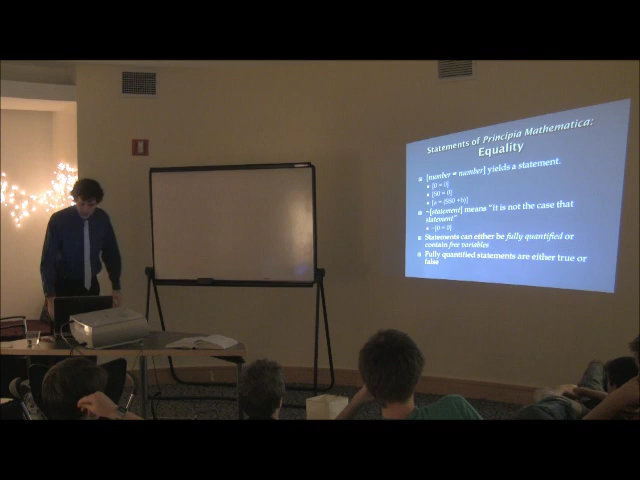 Statements of Principia Mathematica:
Equality
[number = number] yields a statement.
[0 = 0]
[S0 = 0]
~[statement] means "it is not the case that
statement"
~[0 = 0]
Statements can either be fully quantified or
contain free variables
Fully quantified statements are either true or
false